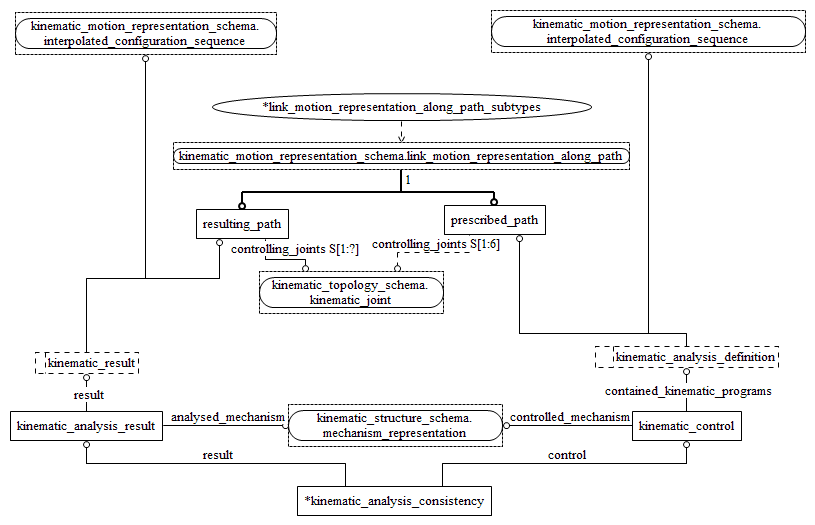 kinematic_motion_representation_schema.
interpolated_configuration_sequence
kinematic_motion_representation_schema.
interpolated_configuration_sequence
*link_motion_representation_along_path_subtypes
kinematic_motion_representation_schema.link_motion_representation_along_path
1
resulting_path
prescribed_path
controlling_joints S[1:?]
controlling_joints S[1:6]
kinematic_topology_schema.
kinematic_joint
kinematic_result
kinematic_analysis_definition
result
contained_kinematic_programs
kinematic_analysis_result
analysed_mechanism
kinematic_structure_schema.
mechanism_representation
controlled_mechanism
kinematic_control
result
control
*kinematic_analysis_consistency